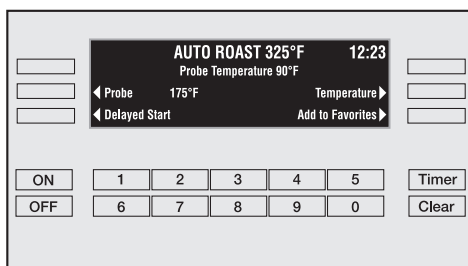 AUTO ROAST 325°F 12:23
Probe Temperature 90°F
Probe 175°F Temperature
Delayed Start Add to Favorites
ON 1 2 3 4 5 Timer
OFF 6 7 8 9 0 Clear